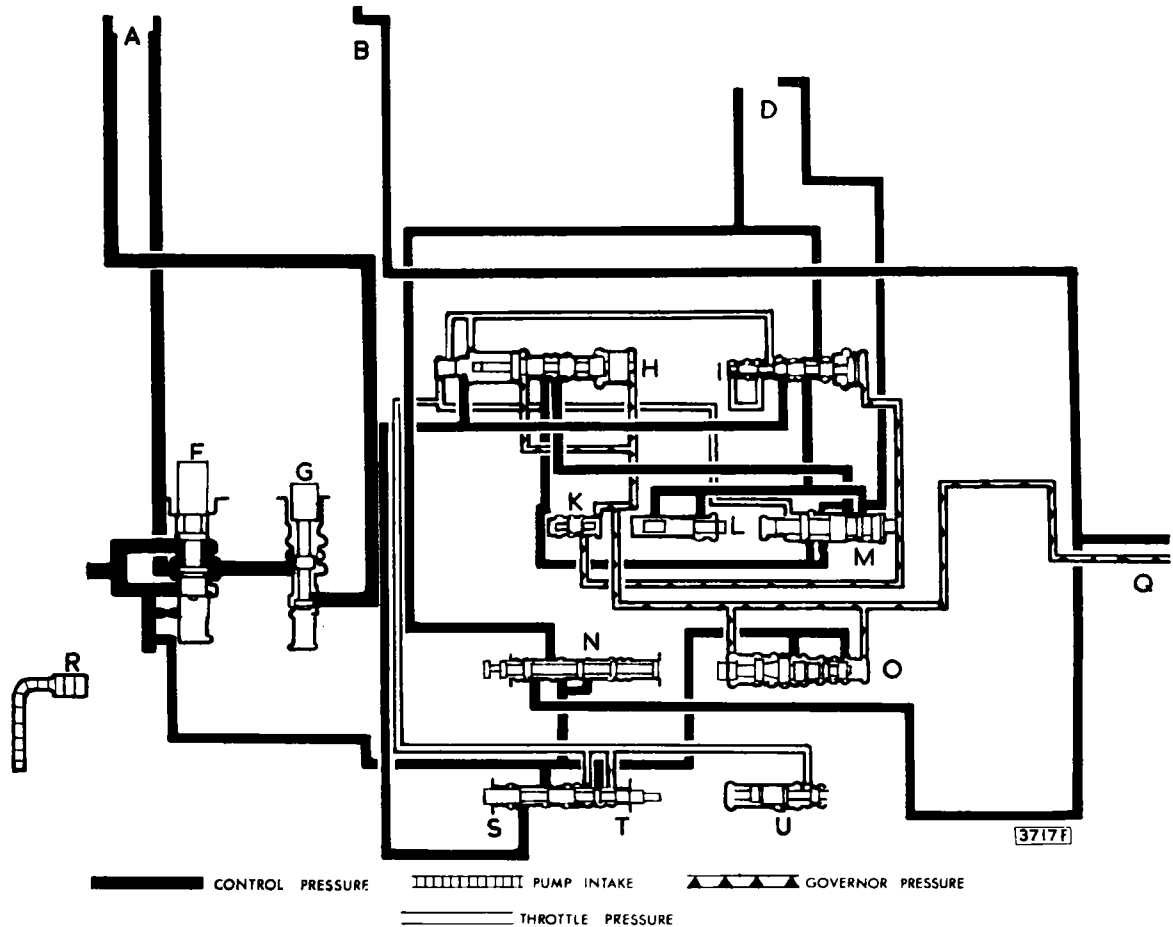 A
B
D
H
I
F
G
K
L
M
Q
N
O
R
S
T
U
3717F
CONTROL PRESSURE
PUMP INTAKE
GOVERNOR PRESSURE
THROTTLE PRESSURE